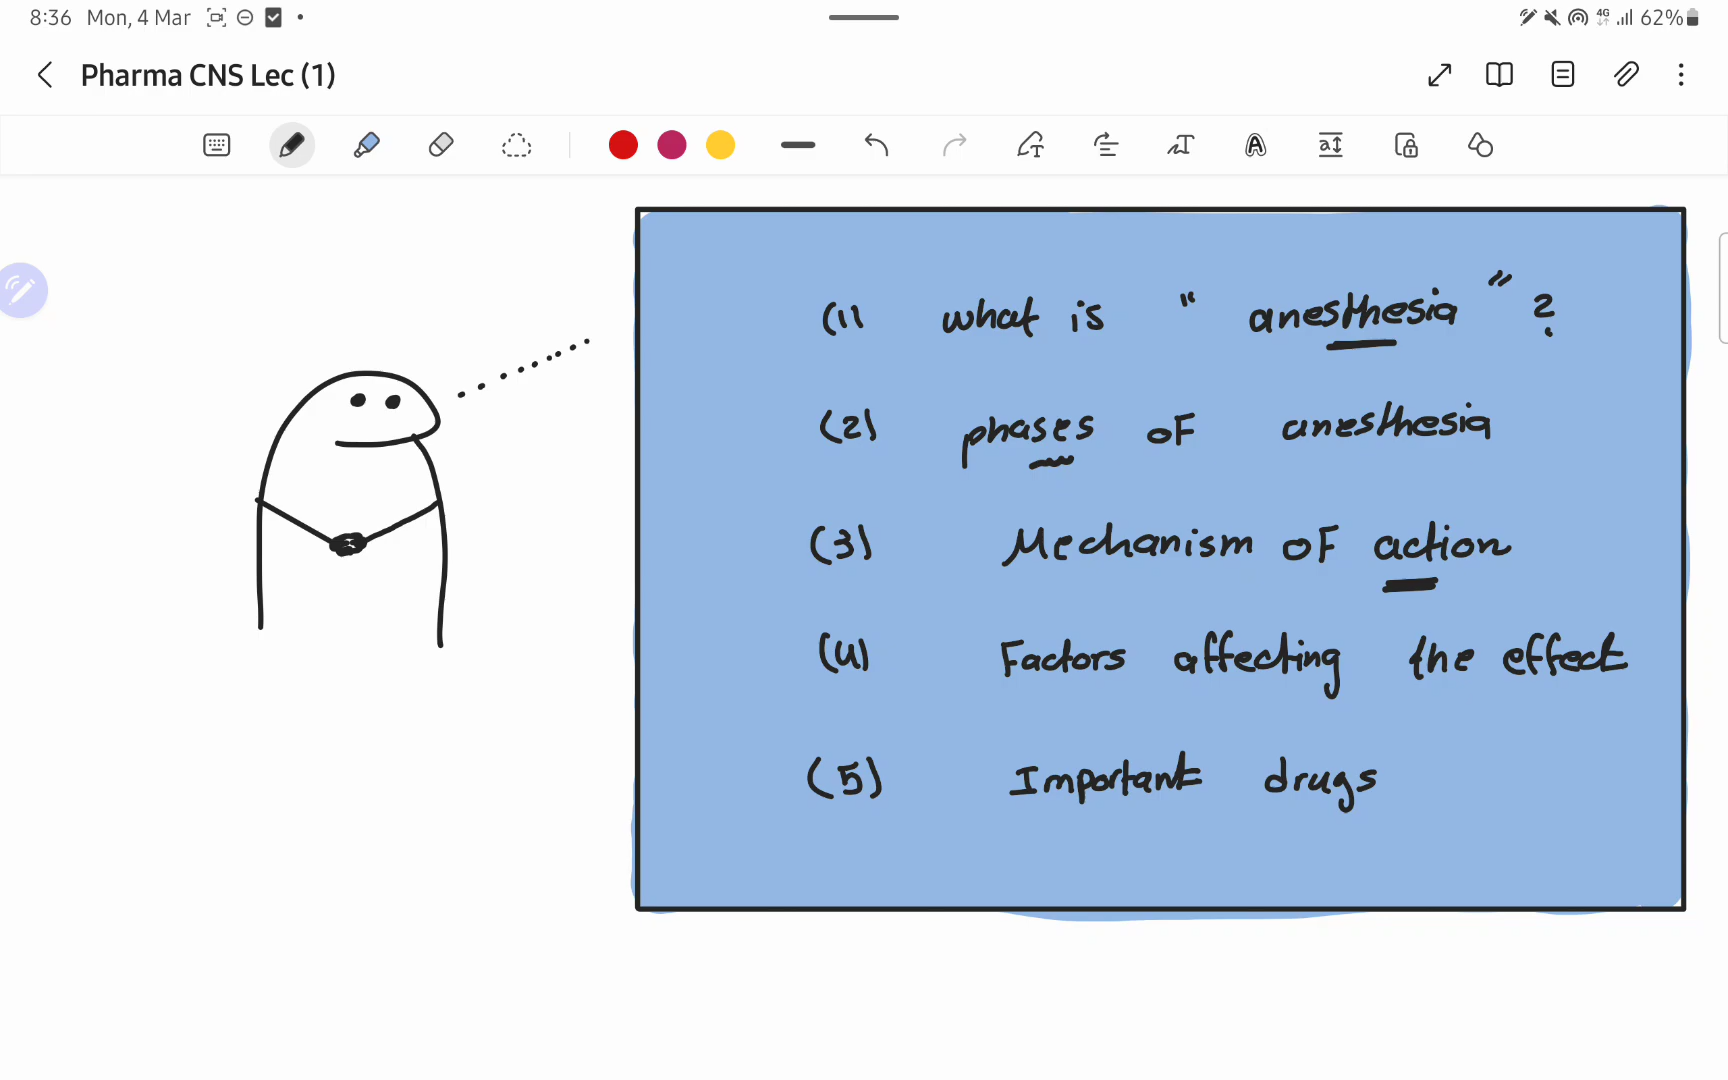 8:36 Mon, 4 Mar
4G 62%
Pharma CNS Lec (1)
(1) what is "anesthesia"?
(2) phases of anesthesia
(3) Mechanism of action
(4) Factors affecting the effect
(5) Important drugs